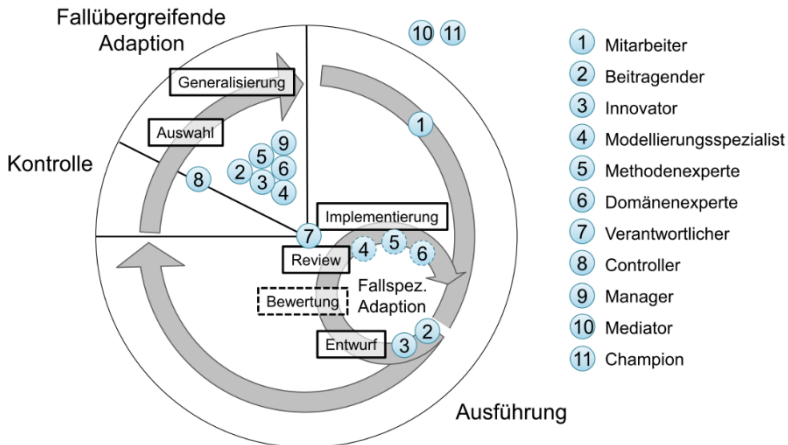 Fallübergreifende
Adaption
10 11
Generalisierung
Auswahl
Kontrolle
1
9
5
2
6
3
4
8
7
Implementierung
Review
4
5
6
Bewertung
Fallspez.
Adaption
Entwurf
3
2
Ausführung
1 Mitarbeiter
2 Beitragender
3 Innovator
4 Modellierungsspezialist
5 Methodenexperte
6 Domänenexperte
7 Verantwortlicher
8 Controller
9 Manager
10 Mediator
11 Champion